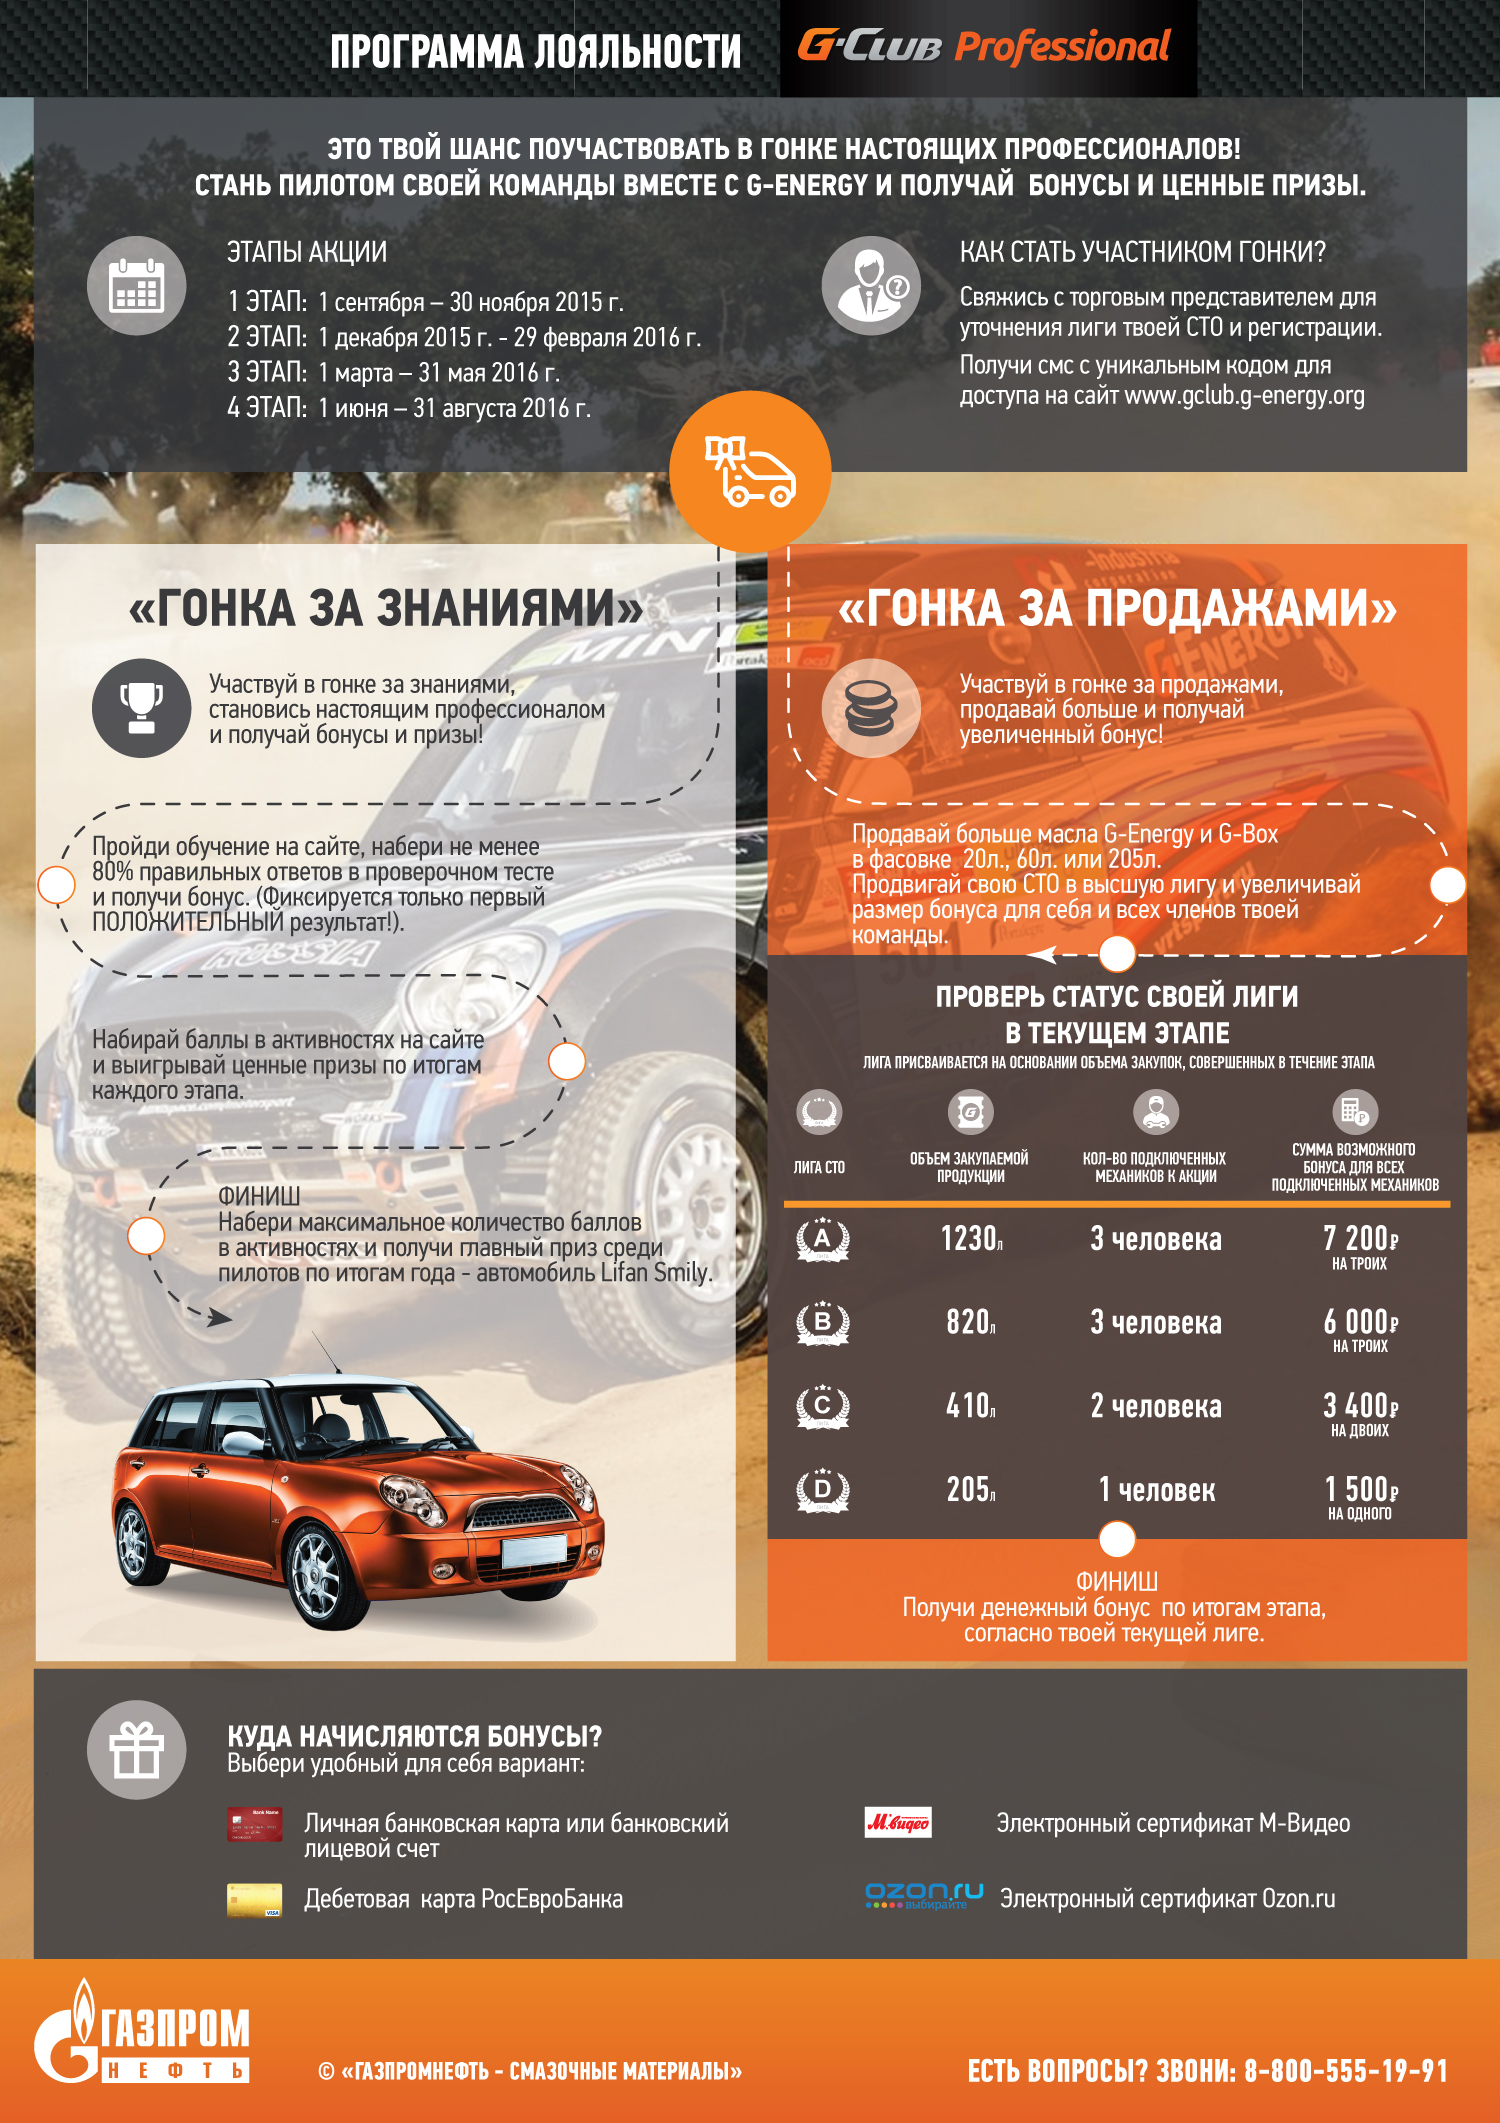 ПРОГРАММА ЛОЯЛЬНОСТИ
G-CLUB Professional
ЭТО ТВОЙ ШАНС ПОУЧАСТВОВАТЬ В ГОНКЕ НАСТОЯЩИХ ПРОФЕССИОНАЛОВ!
СТАНЬ ПИЛОТОМ СВОЕЙ КОМАНДЫ ВМЕСТЕ С G-ENERGY И ПОЛУЧАЙ БОНУСЫ И ЦЕННЫЕ ПРИЗЫ.
ЭТАПЫ АКЦИИ
1 ЭТАП: 1 сентября – 30 ноября 2015 г.
2 ЭТАП: 1 декабря 2015 г. - 29 февраля 2016 г.
3 ЭТАП: 1 марта – 31 мая 2016 г.
4 ЭТАП: 1 июня – 31 августа 2016 г.
КАК СТАТЬ УЧАСТНИКОМ ГОНКИ?
Свяжись с торговым представителем для
уточнения лиги твоей СТО и регистрации.
Получи смс с уникальным кодом для
доступа на сайт www.gclub.g-energy.org
«ГОНКА ЗА ЗНАНИЯМИ»
Участвуй в гонке за знаниями,
становись настоящим профессионалом
и получай бонусы и призы!
Пройди обучение на сайте, набери не менее
80% правильных ответов в проверочном тесте
и получи бонус. (Фиксируется только первый
ПОЛОЖИТЕЛЬНЫЙ результат!).
Набирай баллы в активностях на сайте
и выигрывай ценные призы по итогам
каждого этапа.
ФИНИШ
Набери максимальное количество баллов
в активностях и получи главный приз среди
пилотов по итогам года - автомобиль Lifan Smily.
MINI
RUSSIA
WORKS
«ГОНКА ЗА ПРОДАЖАМИ»
Участвуй в гонке за продажами,
продавай больше и получай
увеличенный бонус!
-Industria
corporation
G-ENERGY
Продавай больше масла G-Energy и G-Box
в фасовке 20л., 60л. или 205л.
Продвигай свою СТО в высшую лигу и увеличивай
размер бонуса для себя и всех членов твоей
команды.
ПРОВЕРЬ СТАТУС СВОЕЙ ЛИГИ
В ТЕКУЩЕМ ЭТАПЕ
ЛИГА ПРИСВАИВАЕТСЯ НА ОСНОВАНИИ ОБЪЕМА ЗАКУПОК, СОВЕРШЕННЫХ В ТЕЧЕНИЕ ЭТАПА
ЛИГА СТО
ОБЪЕМ ЗАКУПАЕМОЙ
ПРОДУКЦИИ
КОЛ-ВО ПОДКЛЮЧЕННЫХ
МЕХАНИКОВ К АКЦИИ
СУММА ВОЗМОЖНОГО
БОНУСА ДЛЯ ВСЕХ
ПОДКЛЮЧЕННЫХ МЕХАНИКОВ
A 1230л 3 человека 7 200₽
НА ТРОИХ
B 820л 3 человека 6 000₽
НА ТРОИХ
C 410л 2 человека 3 400₽
НА ДВОИХ
D 205л 1 человек 1 500₽
НА ОДНОГО
ФИНИШ
Получи денежный бонус по итогам этапа,
согласно твоей текущей лиге.
КУДА НАЧИСЛЯЮТСЯ БОНУСЫ?
Выбери удобный для себя вариант:
Bank Name
Личная банковская карта или банковский
лицевой счет
VISA
Дебетовая карта РосЕвроБанка
М.видео
Электронный сертификат М-Видео
OZON.RU
выбирайте
Электронный сертификат Ozon.ru
ГАЗПРОМ
НЕФТЬ
© «ГАЗПРОМНЕФТЬ - СМАЗОЧНЫЕ МАТЕРИАЛЫ»
ЕСТЬ ВОПРОСЫ? ЗВОНИ: 8-800-555-19-91